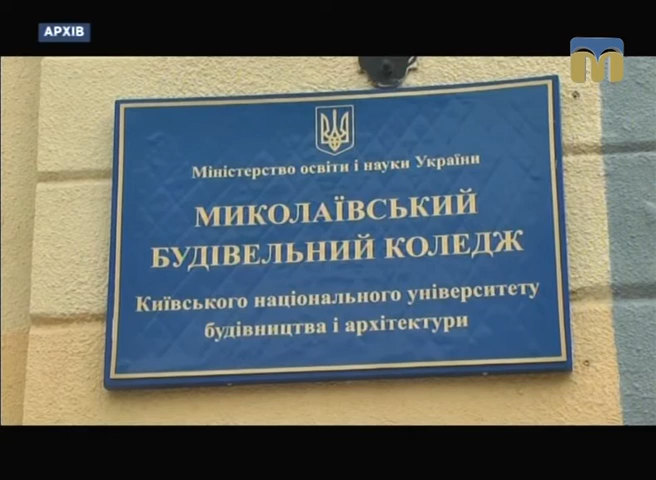 АРХІВ
Міністерство освіти і науки України
МИКОЛАЇВСЬКИЙ
БУДІВЕЛЬНИЙ КОЛЕДЖ
Київського національного університету
будівництва і архітектури